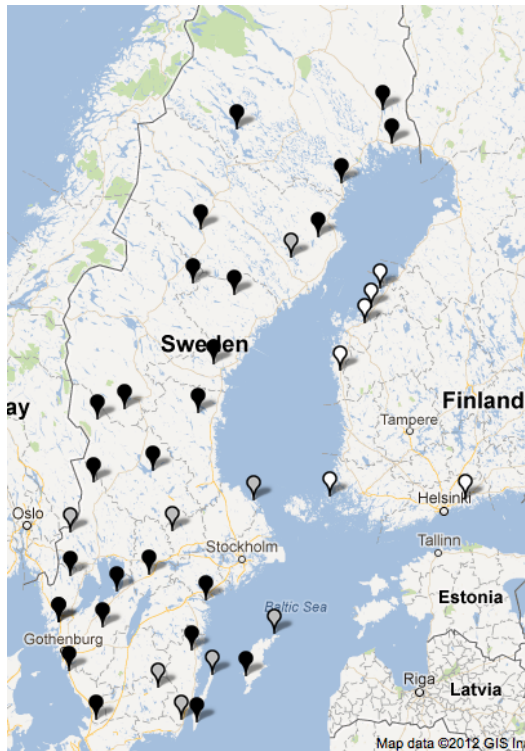 Sweden
ay
Finland
Tampere
Oslo
Helsinki
Stockholm
Tallinn
Estonia
Baltic Sea
Gothenburg
Riga
Latvia
Map data ©2012 GIS In